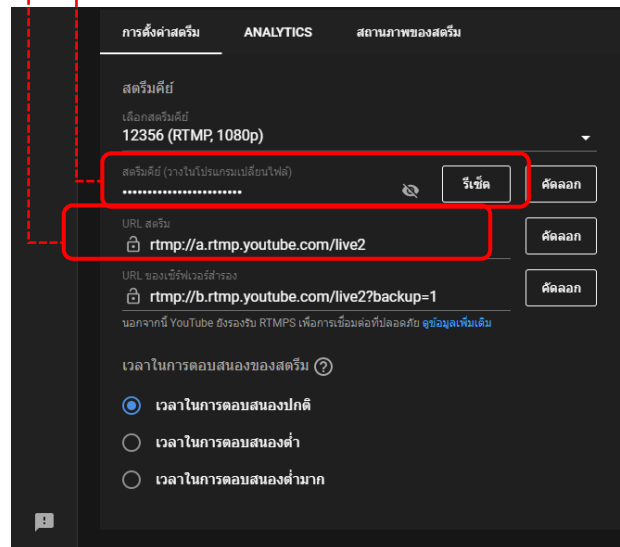 การตั้งค่าสตรีม ANALYTICS สถานภาพของสตรีม
สตรีมคีย์
เลือกสตรีมคีย์
12356 (RTMP, 1080p)
สตรีมคีย์ (วางในโปรแกรมเปลี่ยนไฟล์)
••••••••••••••••••••••• รีเซ็ต คัดลอก
URL สตรีม
rtmp://a.rtmp.youtube.com/live2 คัดลอก
URL ของเซิร์ฟเวอร์สำรอง
rtmp://b.rtmp.youtube.com/live2?backup=1 คัดลอก
นอกจากนี้ YouTube ยังรองรับ RTMPS เพื่อการเชื่อมต่อที่ปลอดภัย ดูข้อมูลเพิ่มเติม
เวลาในการตอบสนองของสตรีม
เวลาในการตอบสนองปกติ
เวลาในการตอบสนองต่ำ
เวลาในการตอบสนองต่ำมาก